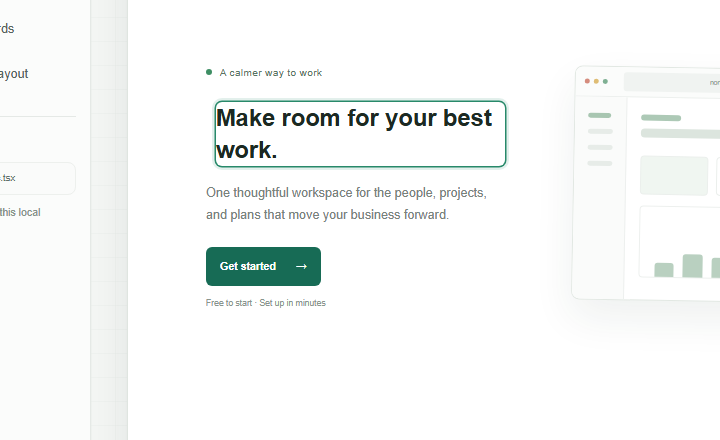 rds
ayout
.tsx
this local
A calmer way to work
Make room for your best
work.
One thoughtful workspace for the people, projects,
and plans that move your business forward.
Get started →
Free to start · Set up in minutes
nor